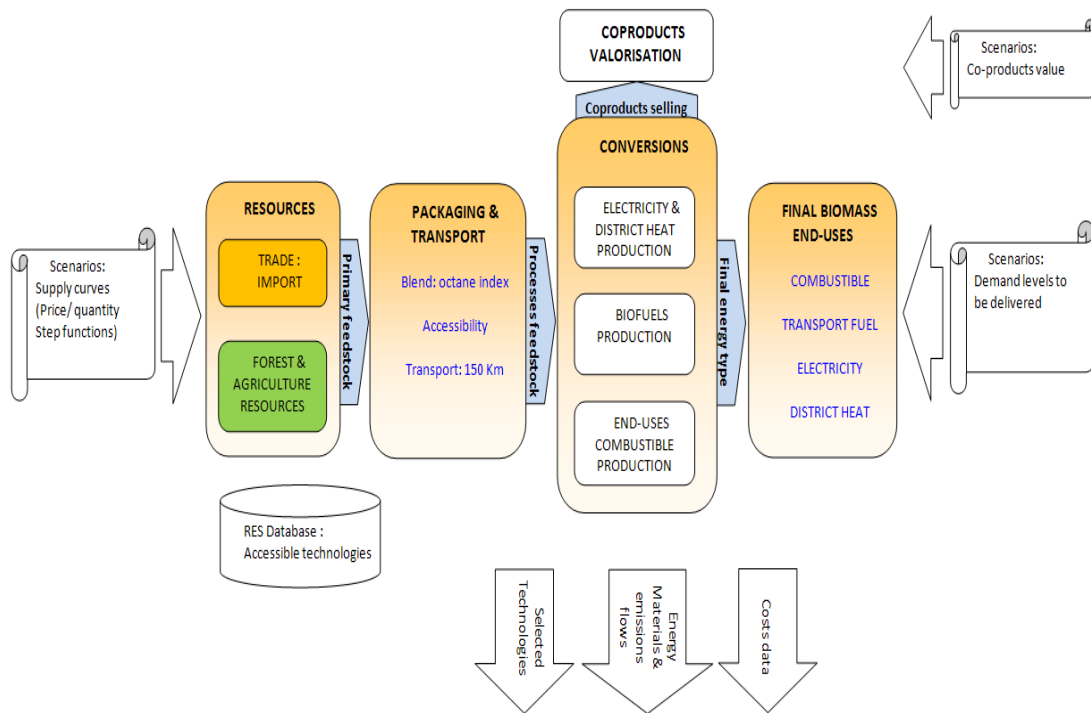 COPRODUCTS
VALORISATION
Scenarios:
Co-products value
Coproducts selling
CONVERSIONS
RESOURCES
PACKAGING &
TRANSPORT
FINAL BIOMASS
END-USES
Scenarios:
Supply curves
(Price/ quantity
Step functions)
TRADE :
IMPORT
FOREST &
AGRICULTURE
RESOURCES
Primary feedstock
Blend: octane index
Accessibility
Transport: 150 Km
Processes feedstock
ELECTRICITY &
DISTRICT HEAT
PRODUCTION
BIOFUELS
PRODUCTION
END-USES
COMBUSTIBLE
PRODUCTION
Final energy type
COMBUSTIBLE
TRANSPORT FUEL
ELECTRICITY
DISTRICT HEAT
Scenarios:
Demand levels to
be delivered
RES Database :
Accessible technologies
Selected
Technologies
Energy
Materials &
emissions
flows
Costs data